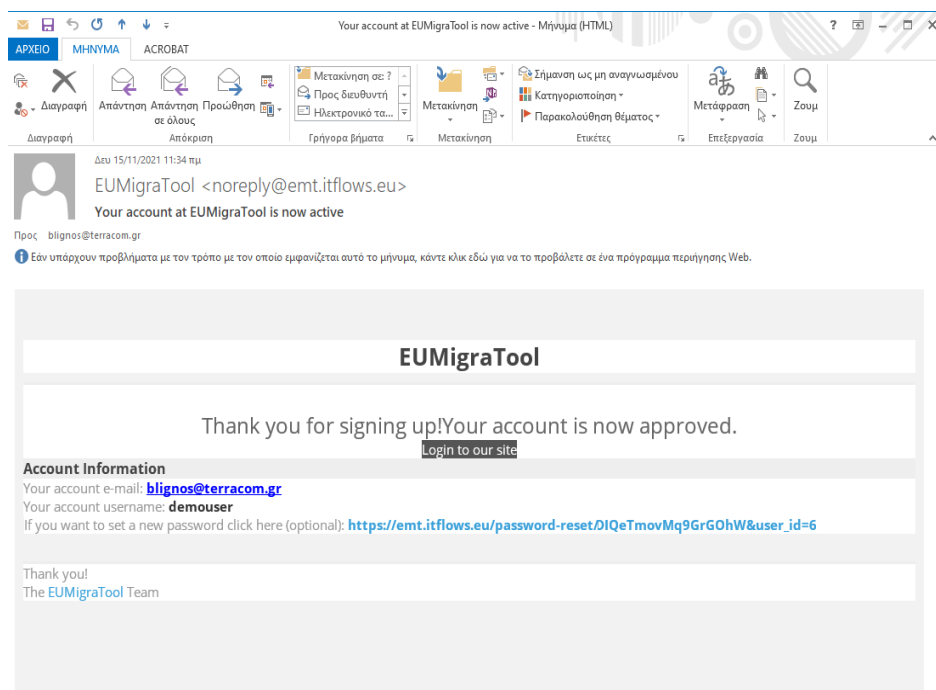 Your account at EUMigraTool is now active - Μήνυμα (HTML)
ΑΡΧΕΙΟ ΜΗΝΥΜΑ ACROBAT
Διαγραφή
Απάντηση Απάντηση σε όλους Προώθηση
Μετακίνηση σε: ?
Προς διευθυντή
Ηλεκτρονικό τα...
Μετακίνηση
Σήμανση ως μη αναγνωσμένου
Κατηγοριοποίηση
Παρακολούθηση θέματος
Μετάφραση
Ζουμ
Διαγραφή Απόκριση Γρήγορα βήματα Μετακίνηση Ετικέτες Επεξεργασία Ζουμ
Δευ 15/11/2021 11:34 πμ
EUMigraTool <noreply@emt.itflows.eu>
Your account at EUMigraTool is now active
Προς blignos@terracom.gr
Εάν υπάρχουν προβλήματα με τον τρόπο με τον οποίο εμφανίζεται αυτό το μήνυμα, κάντε κλικ εδώ για να το προβάλετε σε ένα πρόγραμμα περιήγησης Web.
EUMigraTool
Thank you for signing up!Your account is now approved.
Login to our site
Account Information
Your account e-mail: blignos@terracom.gr
Your account username: demouser
If you want to set a new password click here (optional): https://emt.itflows.eu/password-reset/DIQeTmovMq9GrGOhW&user_id=6
Thank you!
The EUMigraTool Team